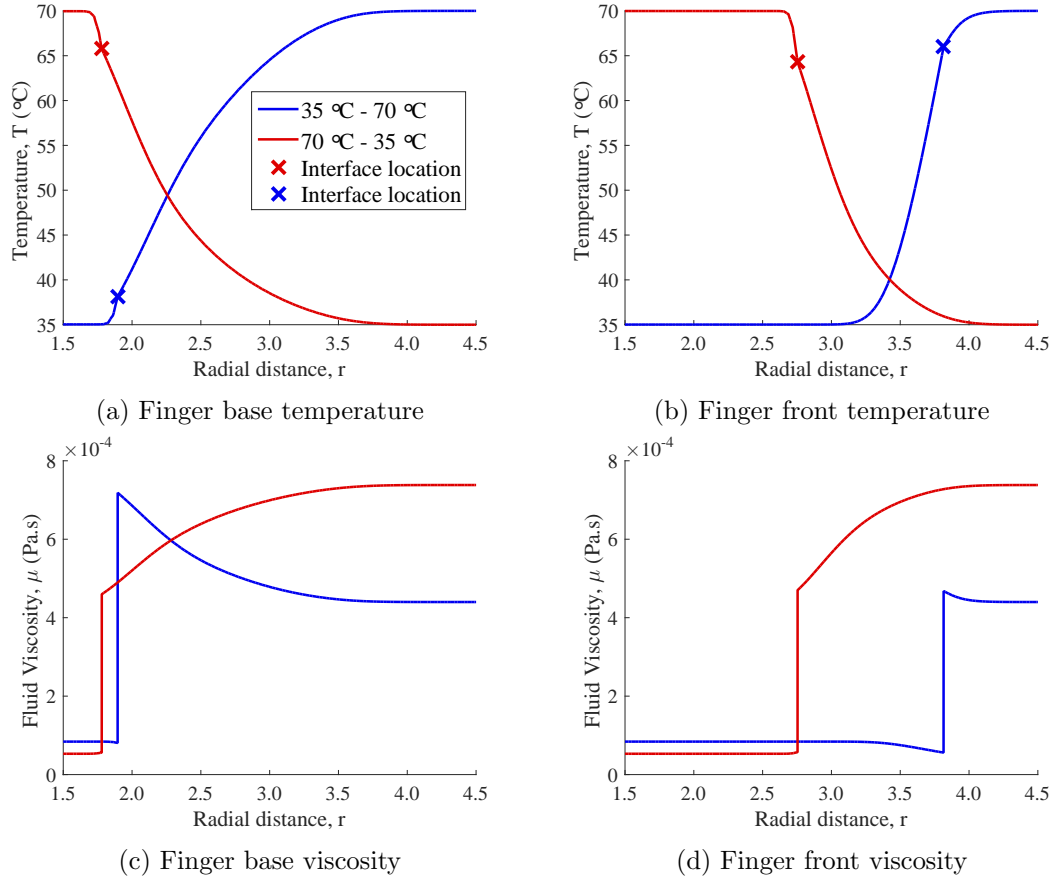 70
65
60
55
50
45
40
35
Temperature, T (°C)
1.5 2.0 2.5 3.0 3.5 4.0 4.5
Radial distance, r
35 °C - 70 °C
70 °C - 35 °C
Interface location
Interface location
(a) Finger base temperature
70
65
60
55
50
45
40
35
Temperature, T (°C)
1.5 2.0 2.5 3.0 3.5 4.0 4.5
Radial distance, r
(b) Finger front temperature
×10⁻⁴
8
6
4
2
0
Fluid Viscosity, μ (Pa.s)
1.5 2.0 2.5 3.0 3.5 4.0 4.5
Radial distance, r
(c) Finger base viscosity
×10⁻⁴
8
6
4
2
0
Fluid Viscosity, μ (Pa.s)
1.5 2.0 2.5 3.0 3.5 4.0 4.5
Radial distance, r
(d) Finger front viscosity